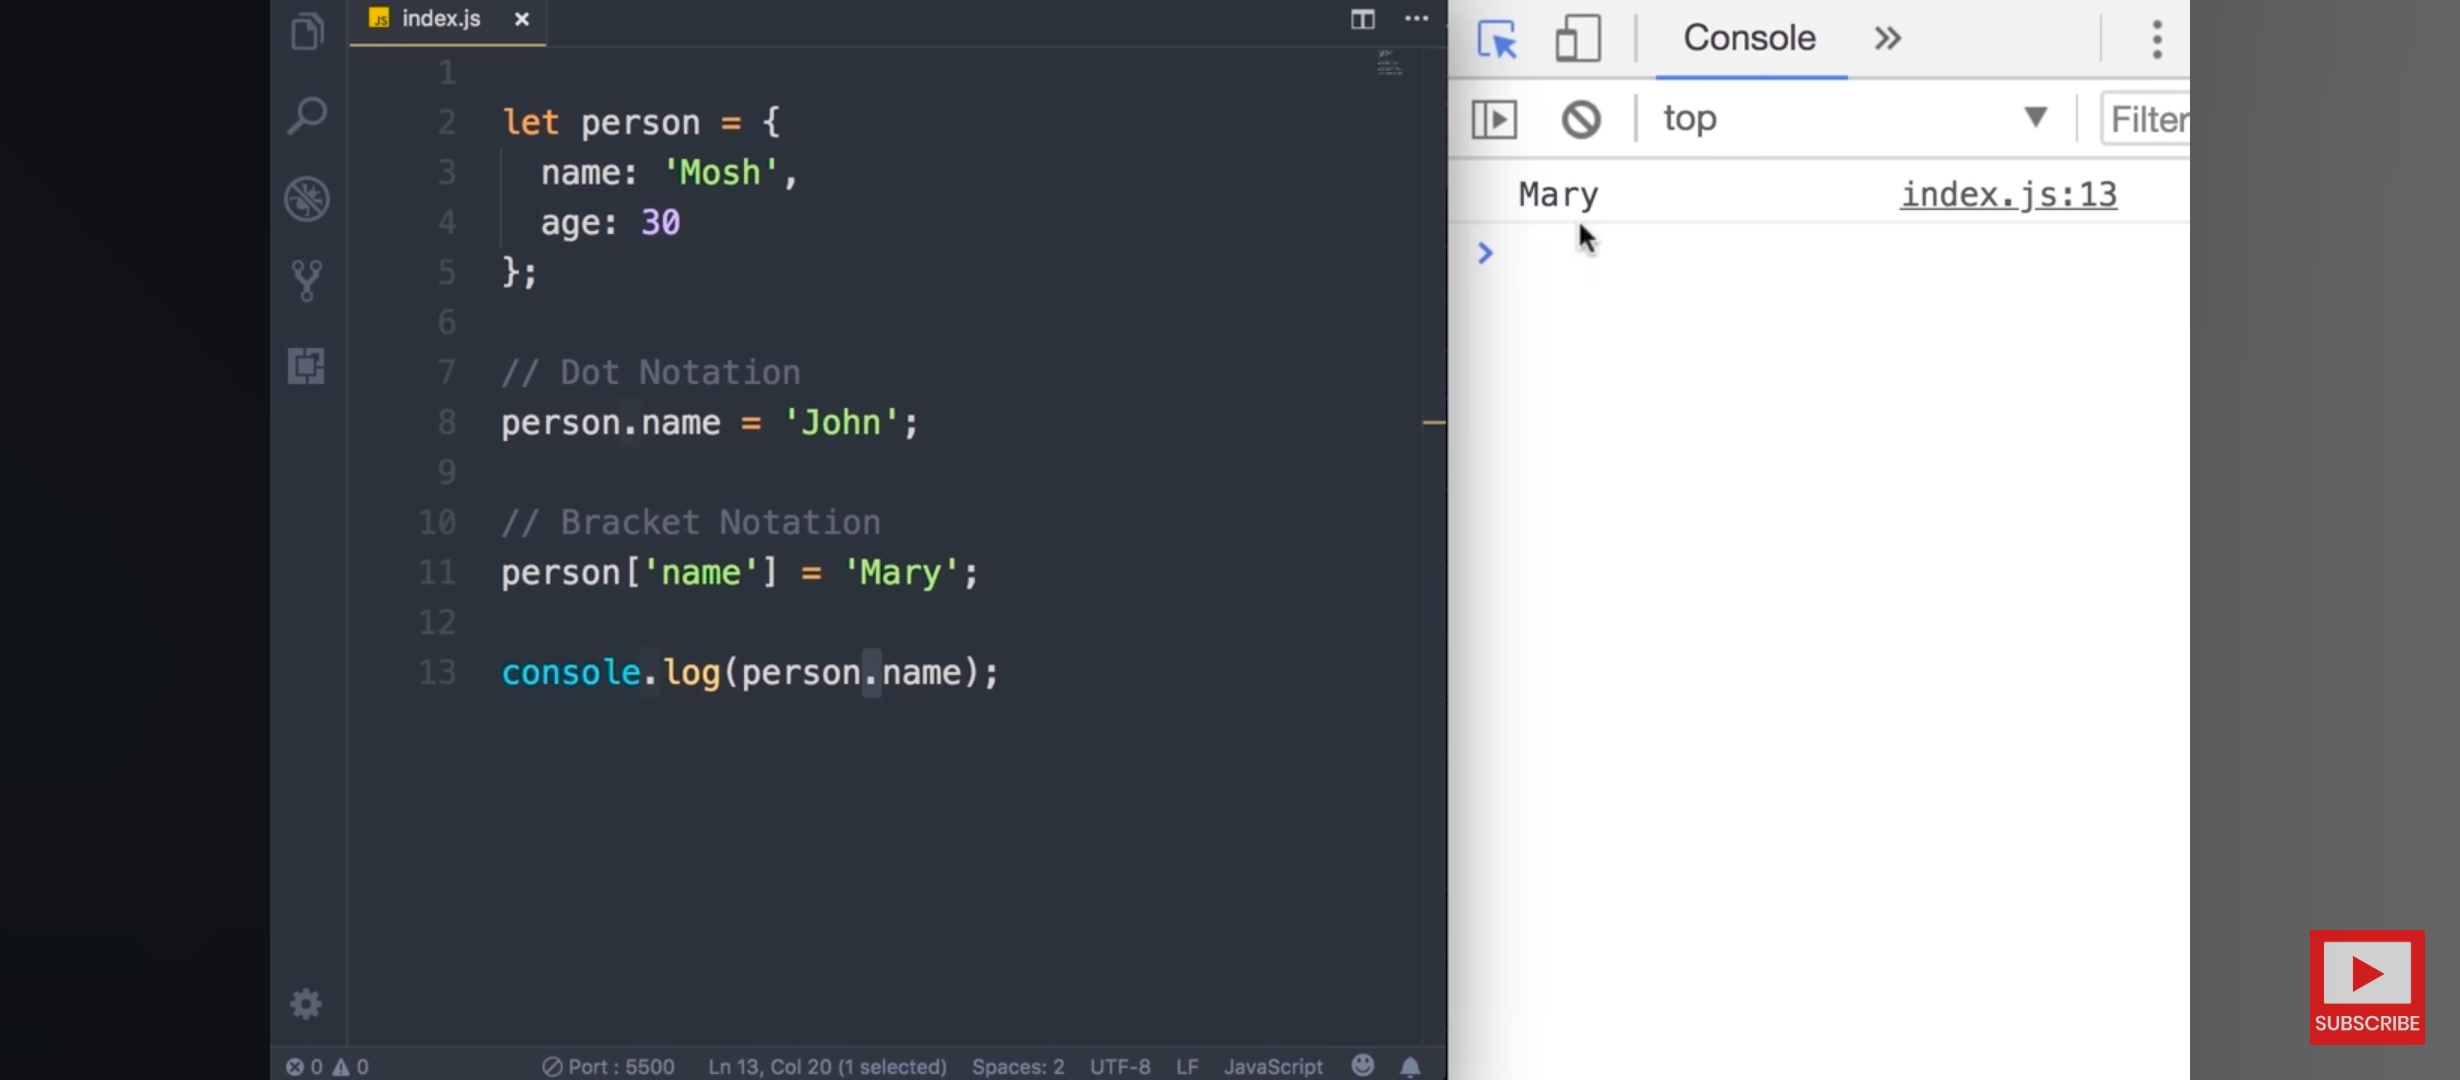 JS index.js
1
2 let person = {
3 name: 'Mosh',
4 age: 30
5 };
6
7 // Dot Notation
8 person.name = 'John';
9
10 // Bracket Notation
11 person['name'] = 'Mary';
12
13 console.log(person.name);
0 0 Port : 5500 Ln 13, Col 20 (1 selected) Spaces: 2 UTF-8 LF JavaScript
Console
top Filter
Mary index.js:13
SUBSCRIBE